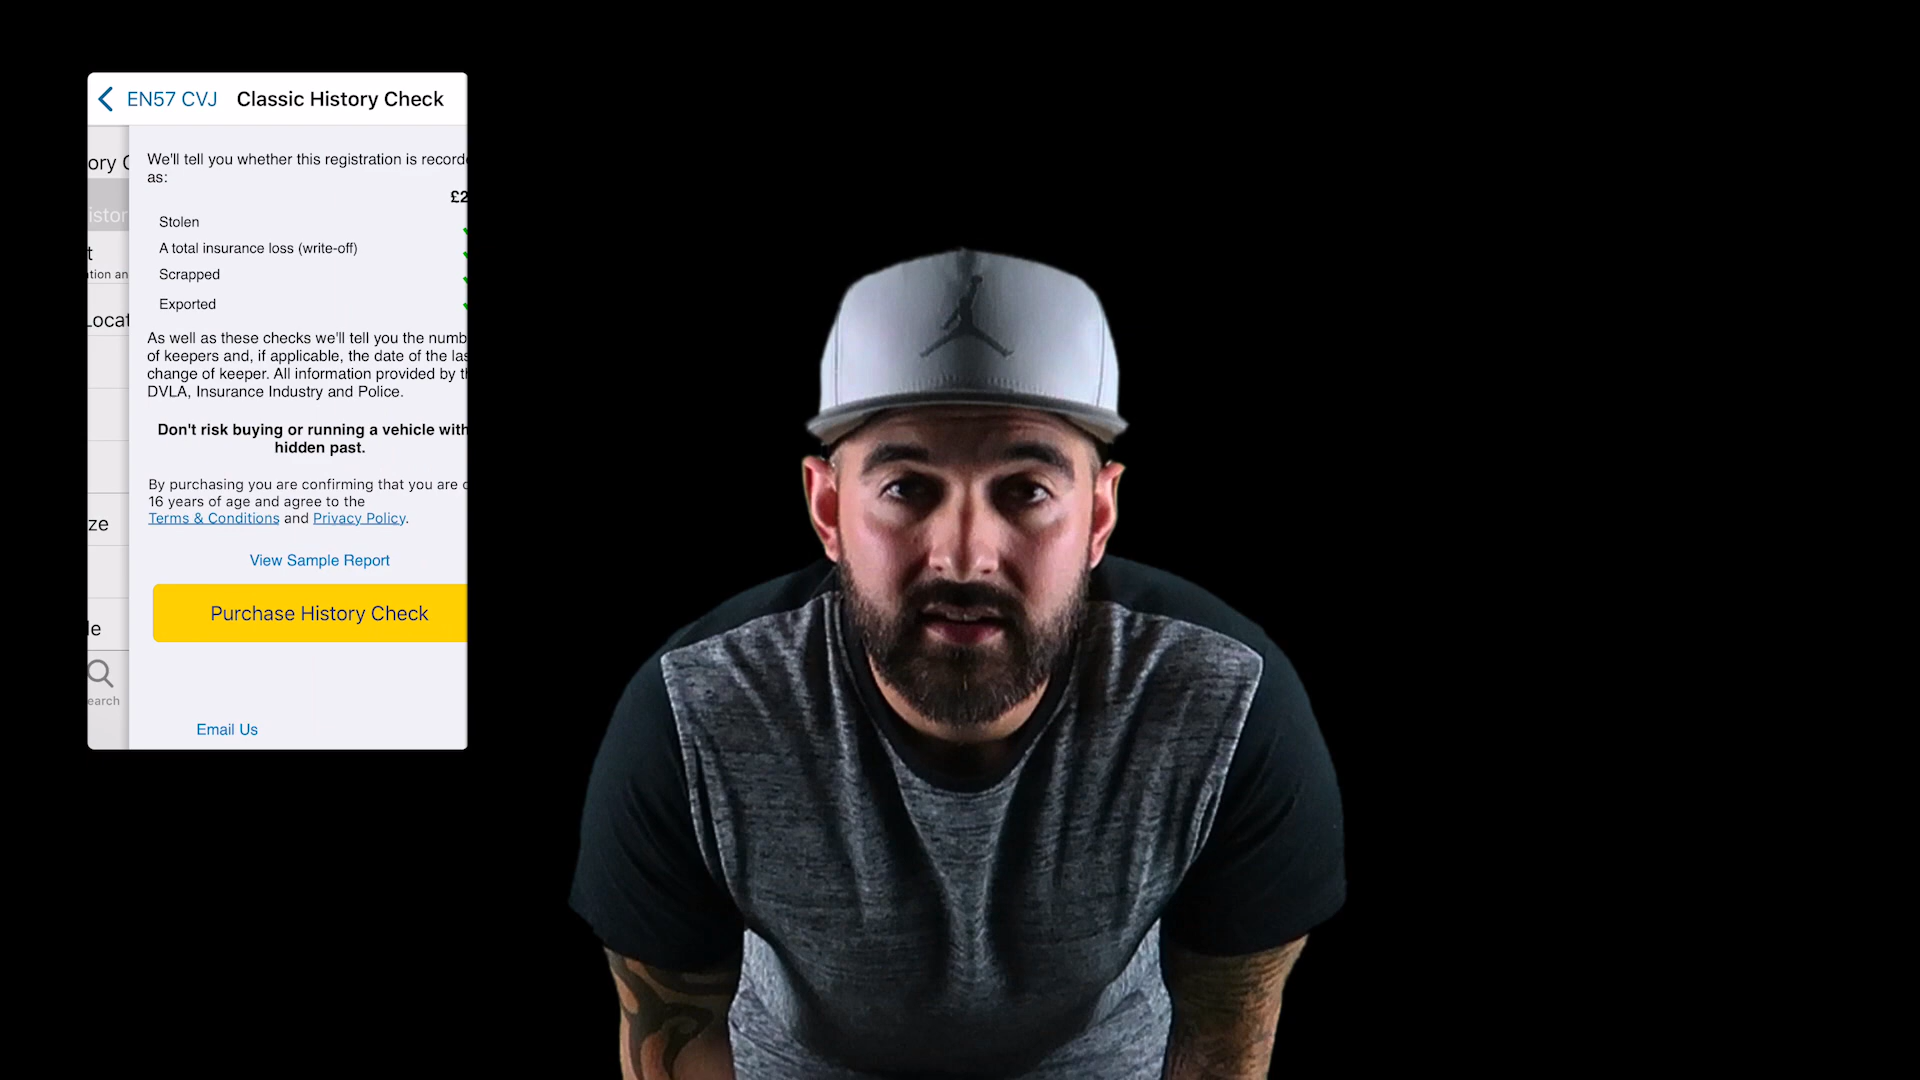 EN57 CVJ Classic History Check
We'll tell you whether this registration is
as:
£2
Stolen
A total insurance loss (write-off)
Scrapped
Exported
As well as these checks we'll tell you the
of keepers and, if applicable, the date of the
change of keeper. All information provided by
DVLA, Insurance Industry and Police.
Don't risk buying or running a vehicle with
hidden past.
By purchasing you are confirming that you are
16 years of age and agree to the
Terms & Conditions and Privacy Policy.
View Sample Report
Purchase History Check
Email Us